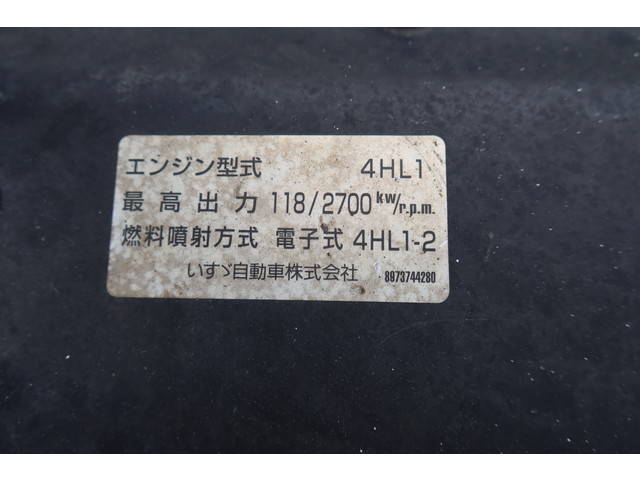 エンジン型式 4HL1
最高出力 118/2700 kw/r.p.m.
燃料噴射方式 電子式 4HL1-2
いすゞ自動車株式会社 8973744280